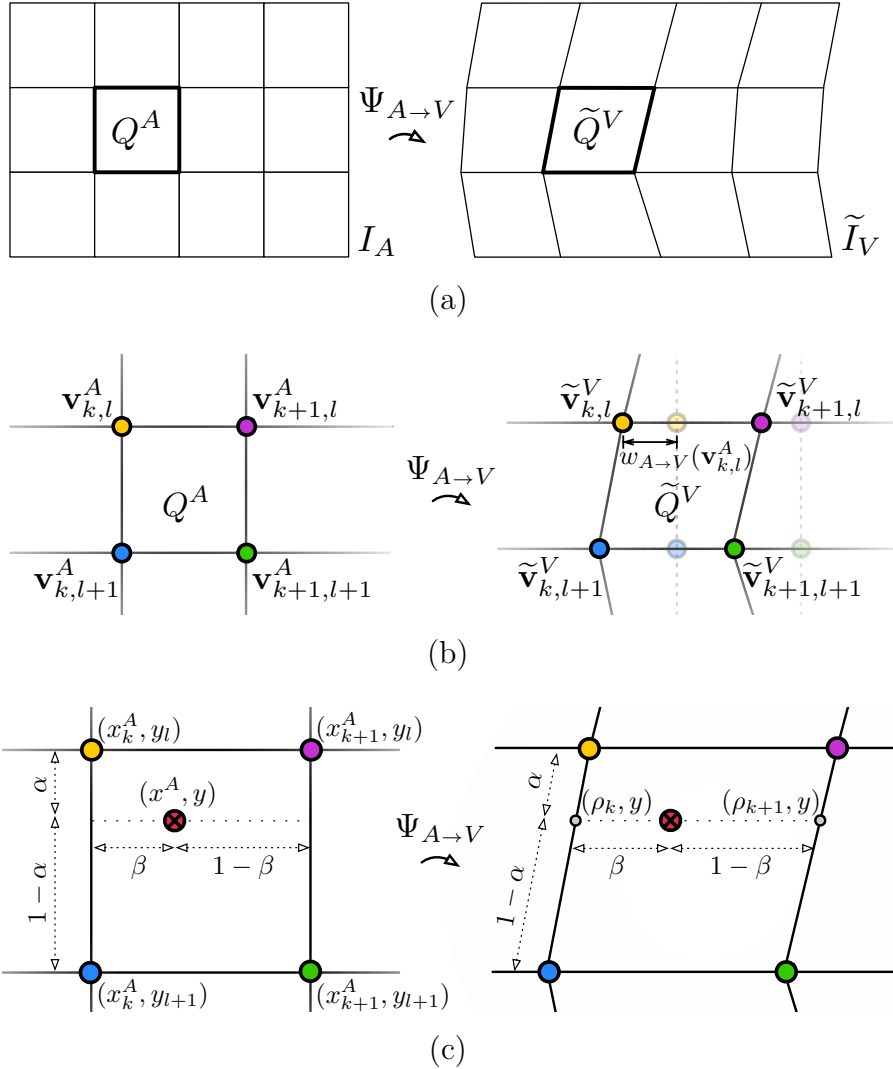 Q^A
Ψ_{A→V}
Q̃^V
I_A
Ĩ_V
(a)
𝐯^A_{k,l}
𝐯^A_{k+1,l}
Q^A
𝐯^A_{k,l+1}
𝐯^A_{k+1,l+1}
Ψ_{A→V}
𝐯̃^V_{k,l}
𝐯̃^V_{k+1,l}
w_{A→V}(𝐯^A_{k,l})
Q̃^V
𝐯̃^V_{k,l+1}
𝐯̃^V_{k+1,l+1}
(b)
(x^A_k, y_l)
(x^A_{k+1}, y_l)
α
(x^A, y)
β
1 − β
1 − α
(x^A_k, y_{l+1})
(x^A_{k+1}, y_{l+1})
Ψ_{A→V}
α
(ρ_k, y)
(ρ_{k+1}, y)
β
1 − β
1 − α
(c)